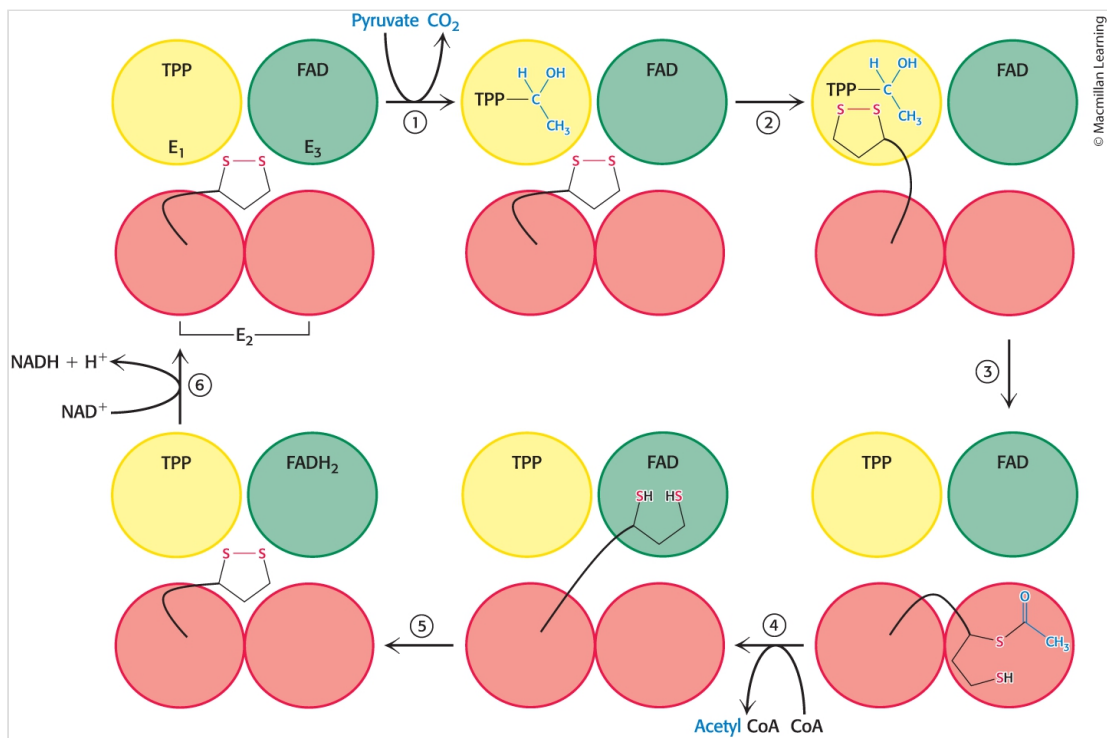 Pyruvate CO₂
© Macmillan Learning
TPP
FAD
E₁
E₃
S S
①
H OH
TPP C
CH₃
FAD
S S
②
H OH
TPP C
CH₃
S S
FAD
E₂
③
NADH + H⁺
NAD⁺
⑥
TPP
FADH₂
S S
⑤
TPP
FAD
SH HS
④
Acetyl CoA CoA
TPP
FAD
O
S
CH₃
SH